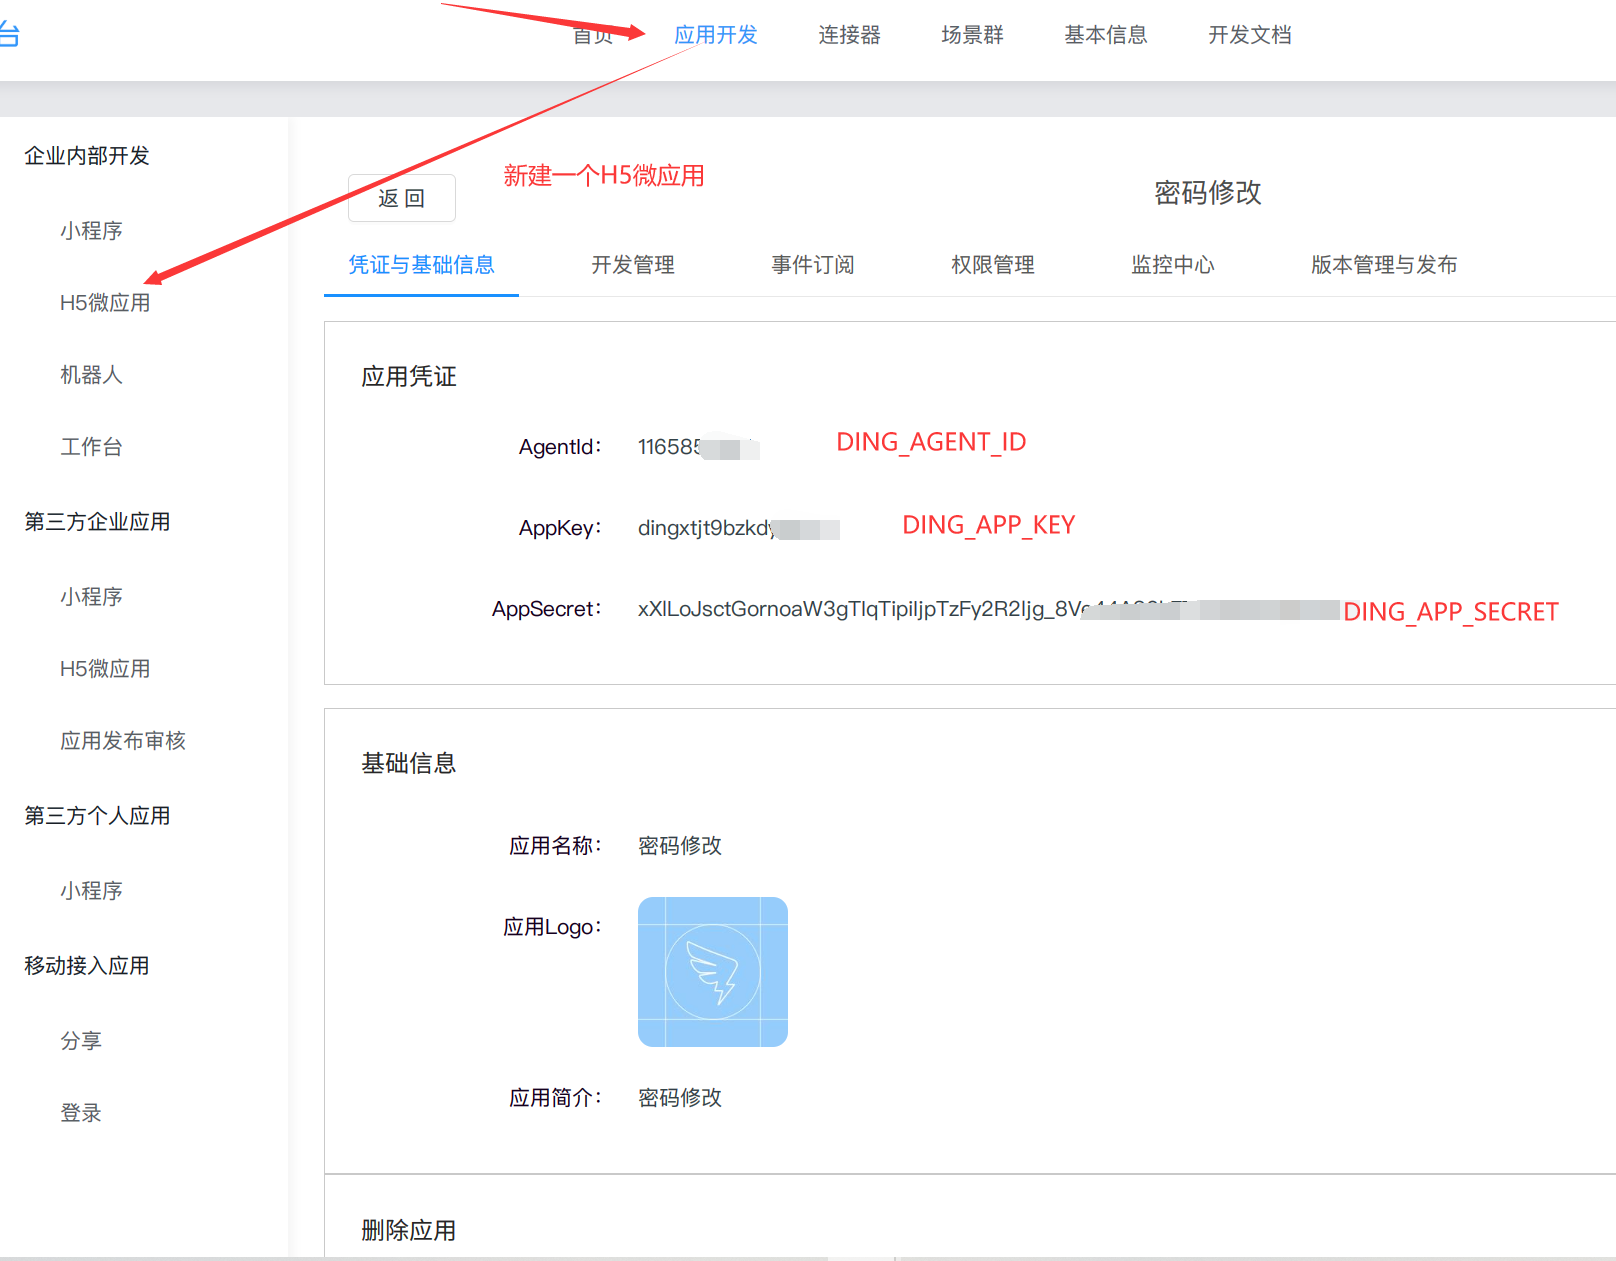 台
首页
应用开发
连接器
场景群
基本信息
开发文档
企业内部开发
小程序
H5微应用
机器人
工作台
第三方企业应用
小程序
H5微应用
应用发布审核
第三方个人应用
小程序
移动接入应用
分享
登录
返 回
新建一个H5微应用
密码修改
凭证与基础信息
开发管理
事件订阅
权限管理
监控中心
版本管理与发布
应用凭证
AgentId：
11658
DING_AGENT_ID
AppKey：
dingxtjt9bzkd
DING_APP_KEY
AppSecret：
DING_APP_SECRET
基础信息
应用名称：
密码修改
应用Logo：
应用简介：
密码修改
删除应用